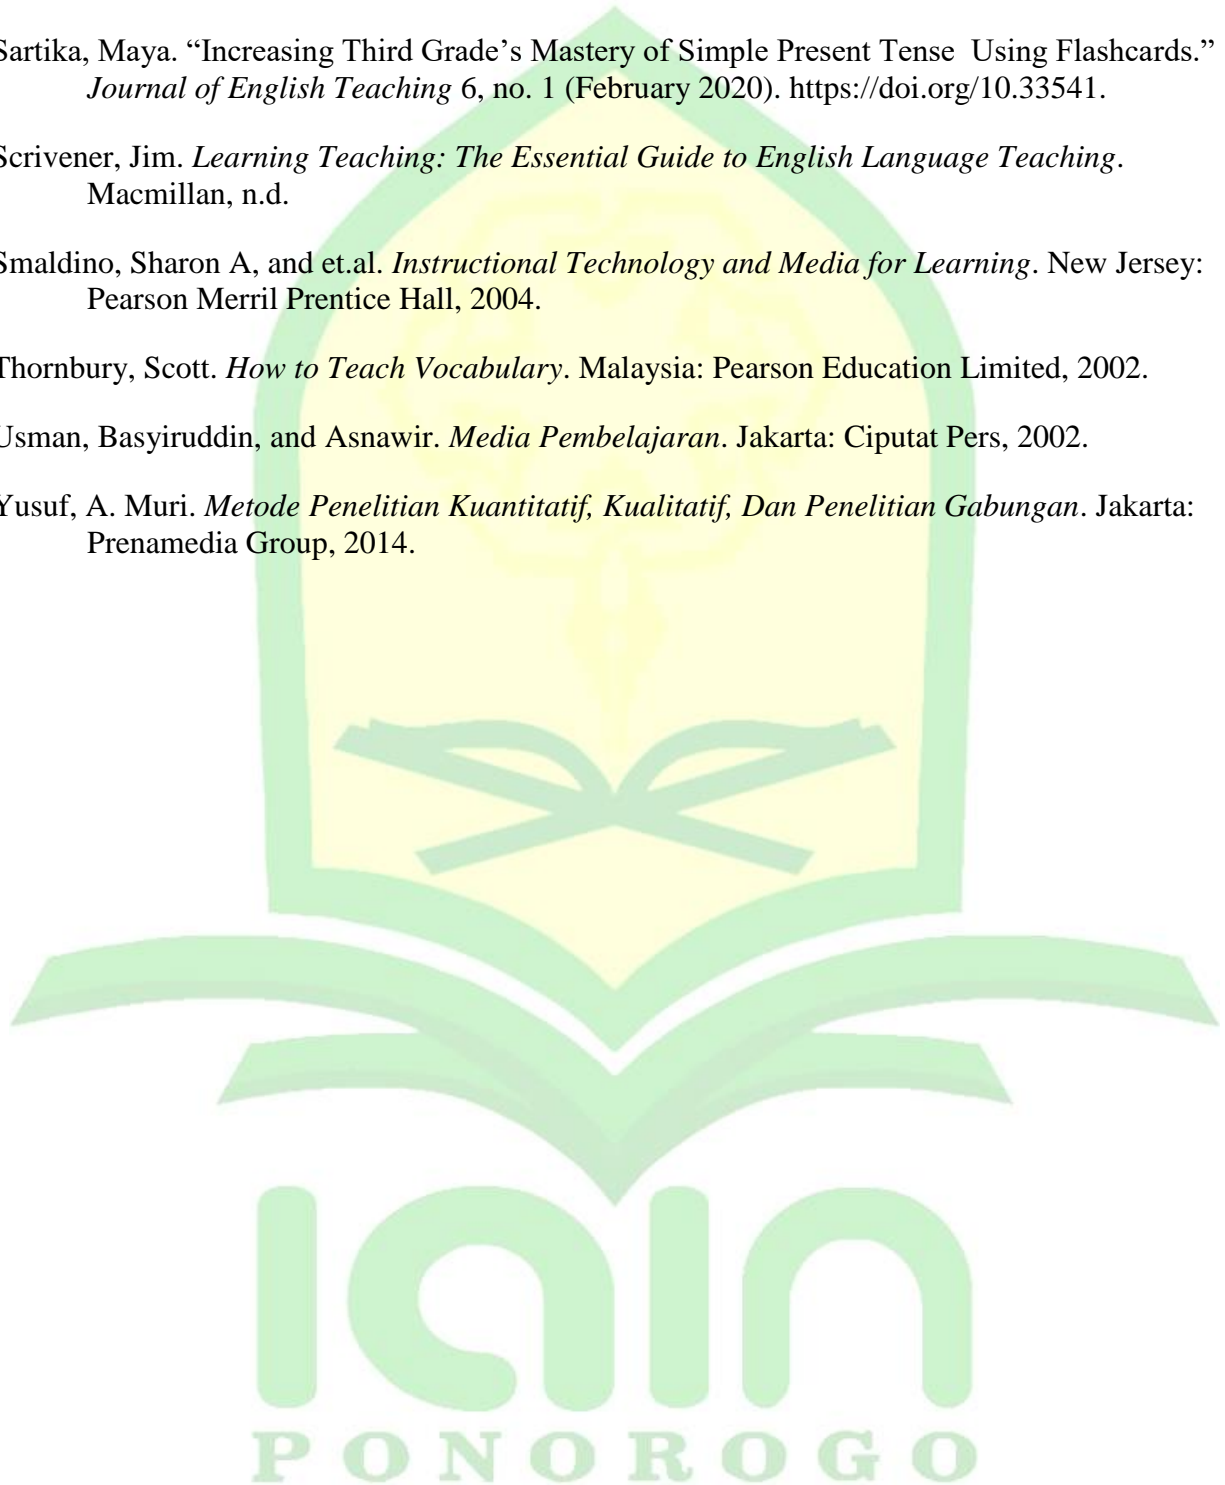 Sartika, Maya. “Increasing Third Grade’s Mastery of Simple Present Tense  Using Flashcards.”
Journal of English Teaching 6, no. 1 (February 2020). https://doi.org/10.33541.
Scrivener, Jim. Learning Teaching: The Essential Guide to English Language Teaching.
Macmillan, n.d.
Smaldino, Sharon A, and et.al. Instructional Technology and Media for Learning. New Jersey:
Pearson Merril Prentice Hall, 2004.
Thornbury, Scott. How to Teach Vocabulary. Malaysia: Pearson Education Limited, 2002.
Usman, Basyiruddin, and Asnawir. Media Pembelajaran. Jakarta: Ciputat Pers, 2002.
Yusuf, A. Muri. Metode Penelitian Kuantitatif, Kualitatif, Dan Penelitian Gabungan. Jakarta:
Prenamedia Group, 2014.
iain
PONOROGO